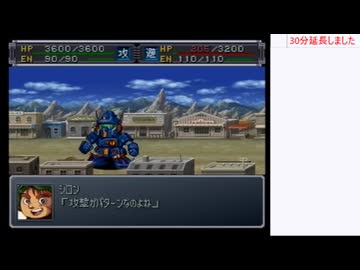 30分延長しました
HP 3600/3600
EN 90/90
攻 避
HP 206/3200
EN 110/110
シロン
「攻撃がパターンなのよね」